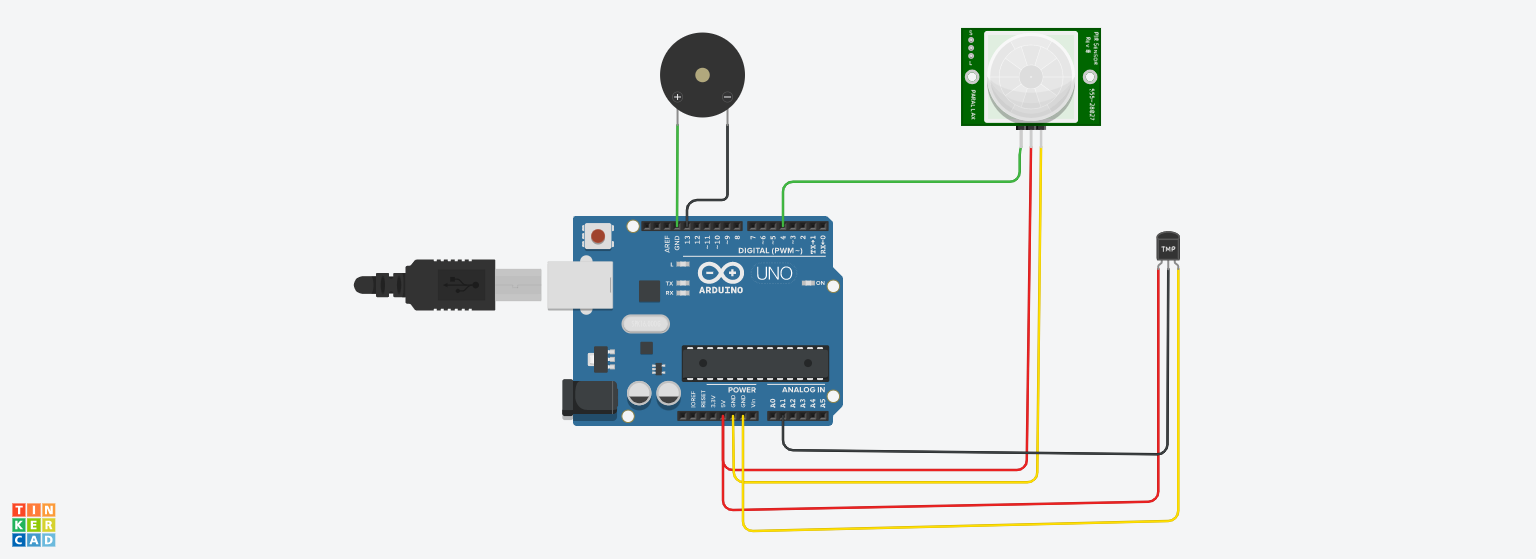 + −
PIR Sensor
Rev B
PARALLAX
555-28027
AREF
GND
13
12
~11
~10
~9
8
7
~6
~5
4
~3
2
TX→1
RX←0
DIGITAL (PWM~)
L
TX
RX
ARDUINO
UNO
ON
TMP
POWER
ANALOG IN
IOREF
RESET
3.3V
5V
GND
GND
Vin
A0
A1
A2
A3
A4
A5
TIN
KER
CAD